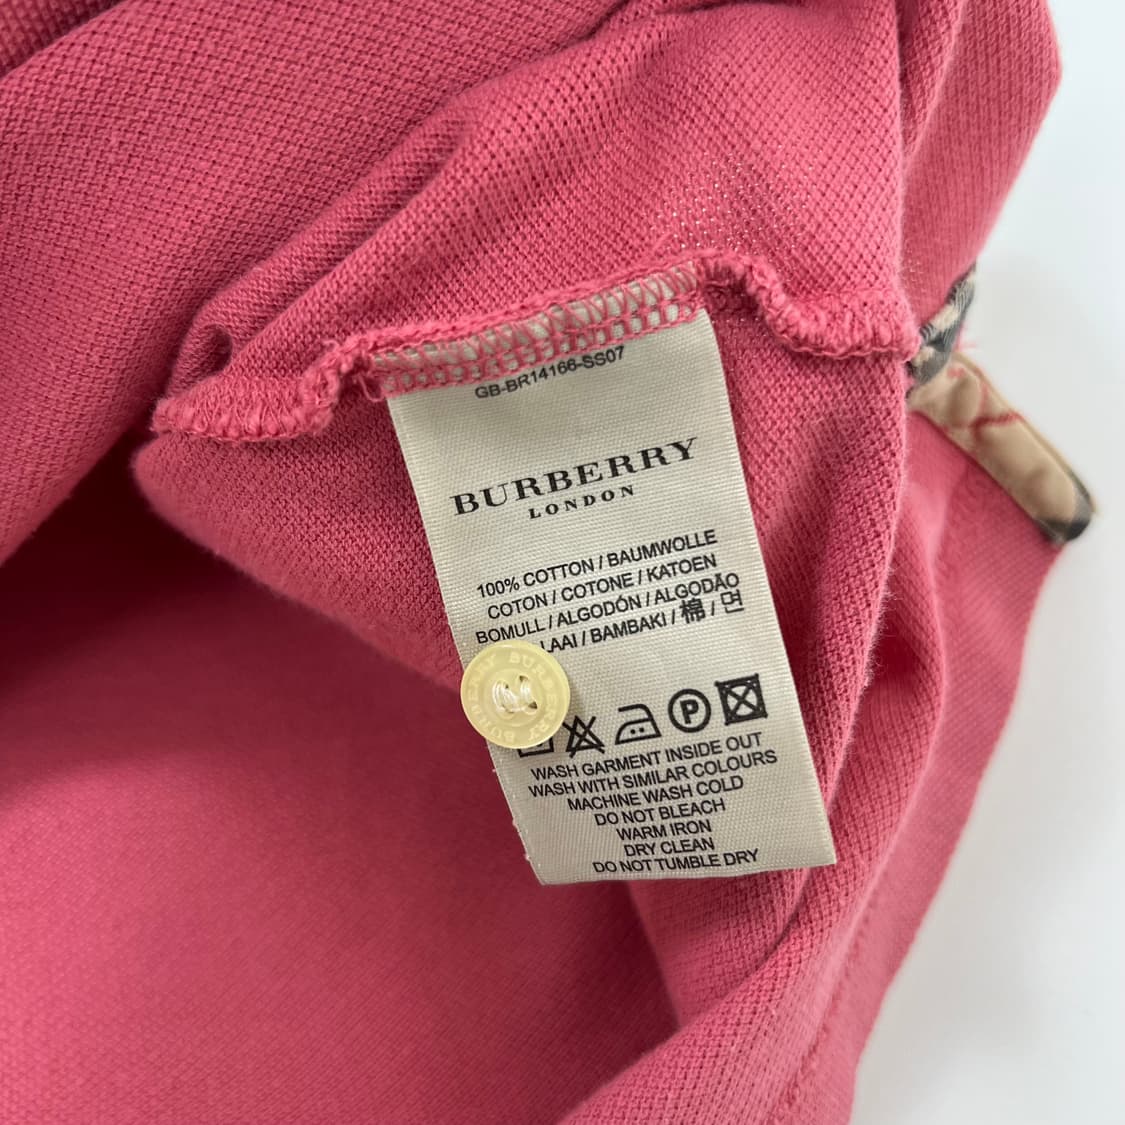 GB-BR14166-SS07
BURBERRY
LONDON
100% COTTON / BAUMWOLLE
COTON / COTONE / KATOEN
BOMULL / ALGODÓN / ALGODÃO
LAAI / BAMBAKI / 棉 / 면
BURBERRY
P
WASH GARMENT INSIDE OUT
WASH WITH SIMILAR COLOURS
MACHINE WASH COLD
DO NOT BLEACH
WARM IRON
DRY CLEAN
DO NOT TUMBLE DRY